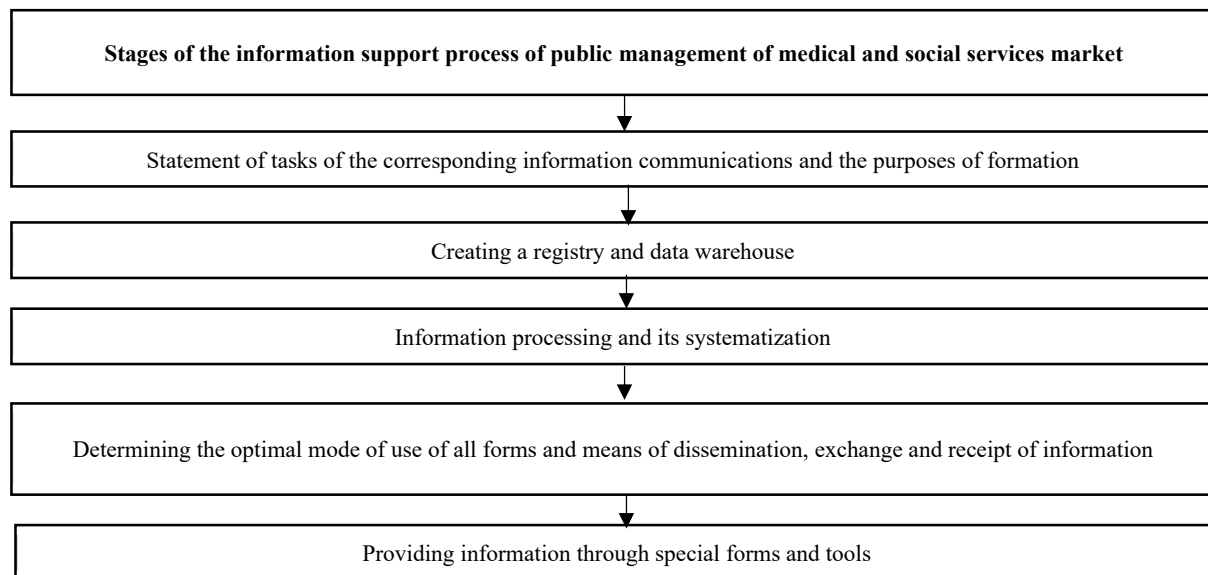 Stages of the information support process of public management of medical and social services market
Statement of tasks of the corresponding information communications and the purposes of formation
Creating a registry and data warehouse
Information processing and its systematization
Determining the optimal mode of use of all forms and means of dissemination, exchange and receipt of information
Providing information through special forms and tools